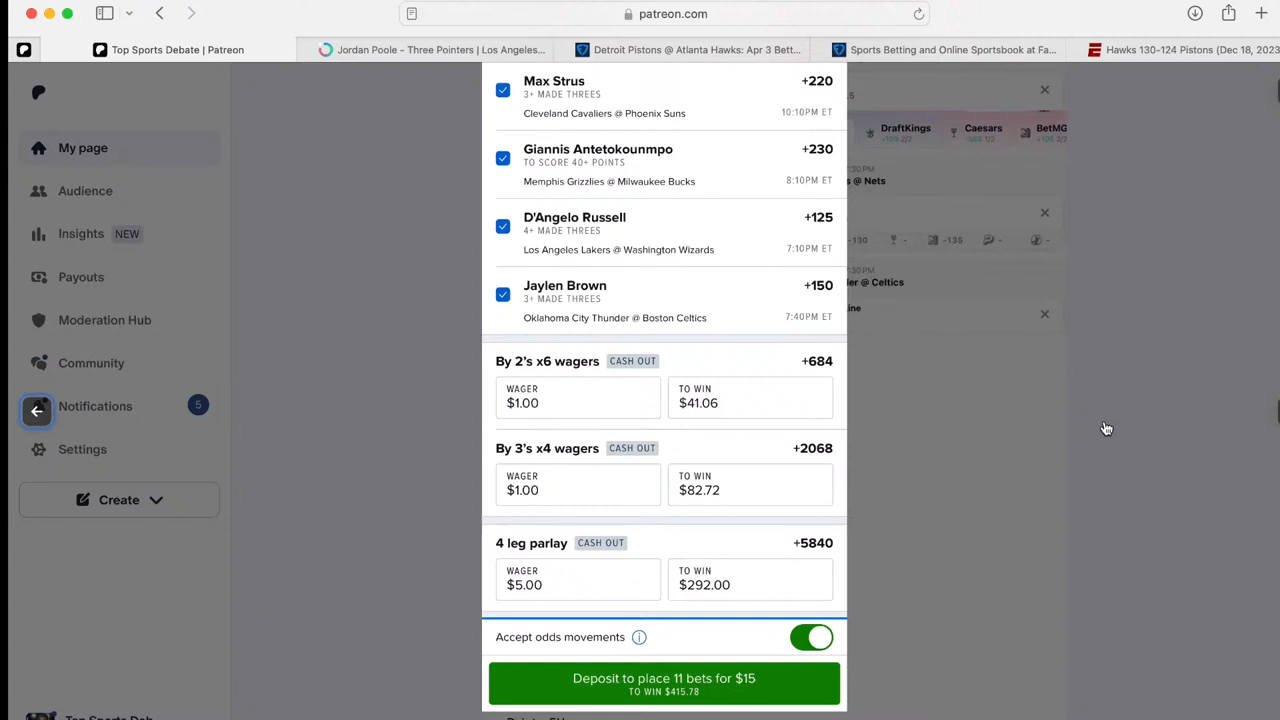 patreon.com
Top Sports Debate | Patreon
Jordan Poole - Three Pointers | Los Angeles...
Detroit Pistons @ Atlanta Hawks: Apr 3 Bett...
Sports Betting and Online Sportsbook at Fa...
Hawks 130-124 Pistons (Dec 18, 2023
My page
Audience
Insights NEW
Payouts
Moderation Hub
Community
Notifications 5
Settings
Create
Max Strus +220
3+ MADE THREES
Cleveland Cavaliers @ Phoenix Suns 10:10PM ET
Giannis Antetokounmpo +230
TO SCORE 40+ POINTS
Memphis Grizzlies @ Milwaukee Bucks 8:10PM ET
D'Angelo Russell +125
4+ MADE THREES
Los Angeles Lakers @ Washington Wizards 7:10PM ET
Jaylen Brown +150
3+ MADE THREES
Oklahoma City Thunder @ Boston Celtics 7:40PM ET
By 2's x6 wagers CASH OUT +684
WAGER TO WIN
$1.00 $41.06
By 3's x4 wagers CASH OUT +2068
WAGER TO WIN
$1.00 $82.72
4 leg parlay CASH OUT +5840
WAGER TO WIN
$5.00 $292.00
Accept odds movements
Deposit to place 11 bets for $15
TO WIN $415.78
DraftKings Caesars BetMG
@ Nets
-130 - -135 - -
7:30PM
@ Celtics